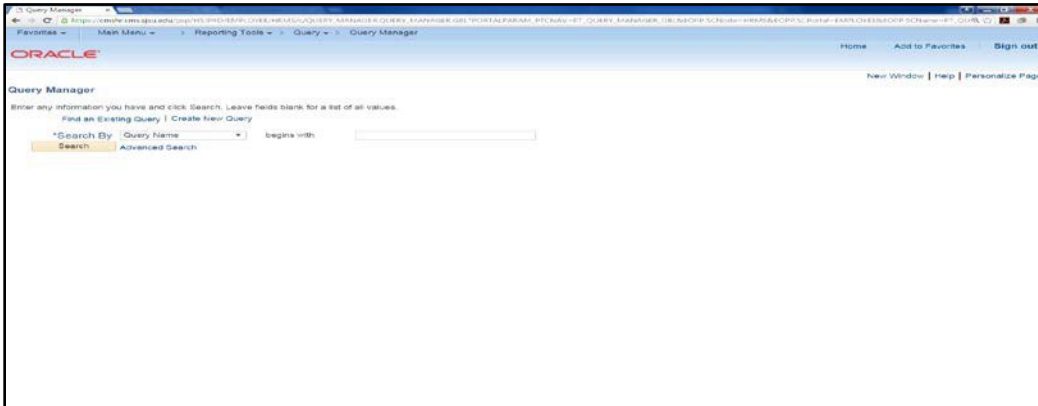 Query Manager
Favorites Main Menu > Reporting Tools > Query > Query Manager
ORACLE
Home Add to Favorites Sign out
New Window | Help | Personalize Page
Query Manager
Enter any information you have and click Search. Leave fields blank for a list of all values.
Find an Existing Query | Create New Query
*Search By Query Name begins with
Search Advanced Search